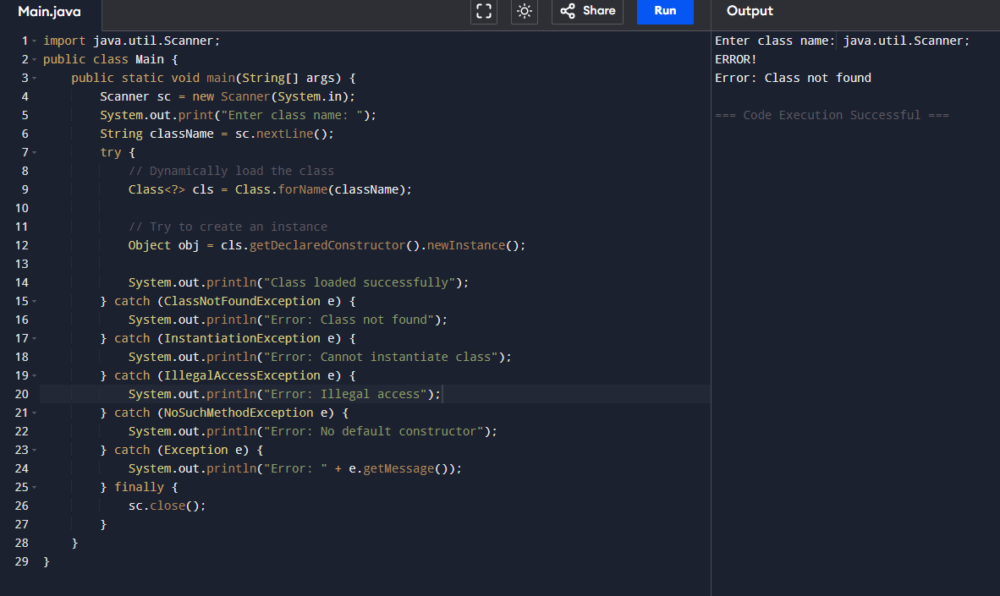 Main.java
Share
Run
Output
1 import java.util.Scanner;
2 public class Main {
3 public static void main(String[] args) {
4 Scanner sc = new Scanner(System.in);
5 System.out.print("Enter class name: ");
6 String className = sc.nextLine();
7 try {
8 // Dynamically load the class
9 Class<?> cls = Class.forName(className);
10
11 // Try to create an instance
12 Object obj = cls.getDeclaredConstructor().newInstance();
13
14 System.out.println("Class loaded successfully");
15 } catch (ClassNotFoundException e) {
16 System.out.println("Error: Class not found");
17 } catch (InstantiationException e) {
18 System.out.println("Error: Cannot instantiate class");
19 } catch (IllegalAccessException e) {
20 System.out.println("Error: Illegal access");
21 } catch (NoSuchMethodException e) {
22 System.out.println("Error: No default constructor");
23 } catch (Exception e) {
24 System.out.println("Error: " + e.getMessage());
25 } finally {
26 sc.close();
27 }
28 }
29 }
Enter class name: java.util.Scanner;
ERROR!
Error: Class not found
=== Code Execution Successful ===